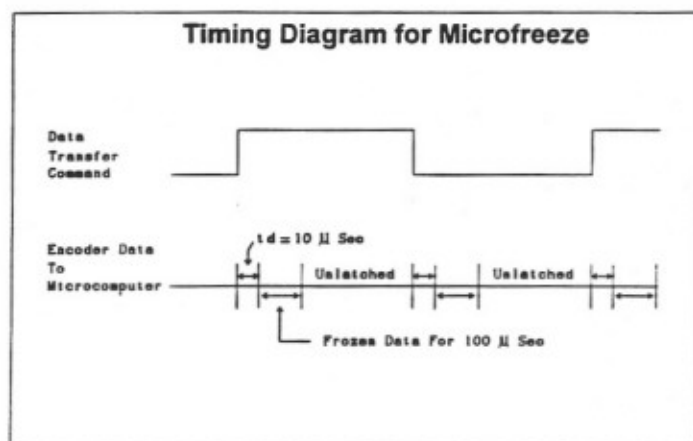 Timing Diagram for Microfreeze
Data
Transfer
Command
td = 10 µ Sec
Encoder Data
To
Microcomputer
Unlatched
Unlatched
Frozen Data For 100 µ Sec